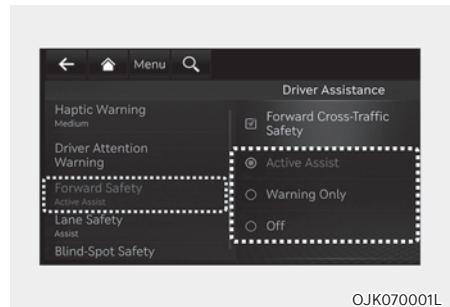 Menu
Driver Assistance
Haptic Warning
Medium
Driver Attention
Warning
Forward Safety
Active Assist
Lane Safety
Assist
Blind-Spot Safety
Forward Cross-Traffic
Safety
Active Assist
Warning Only
Off
OJK070001L